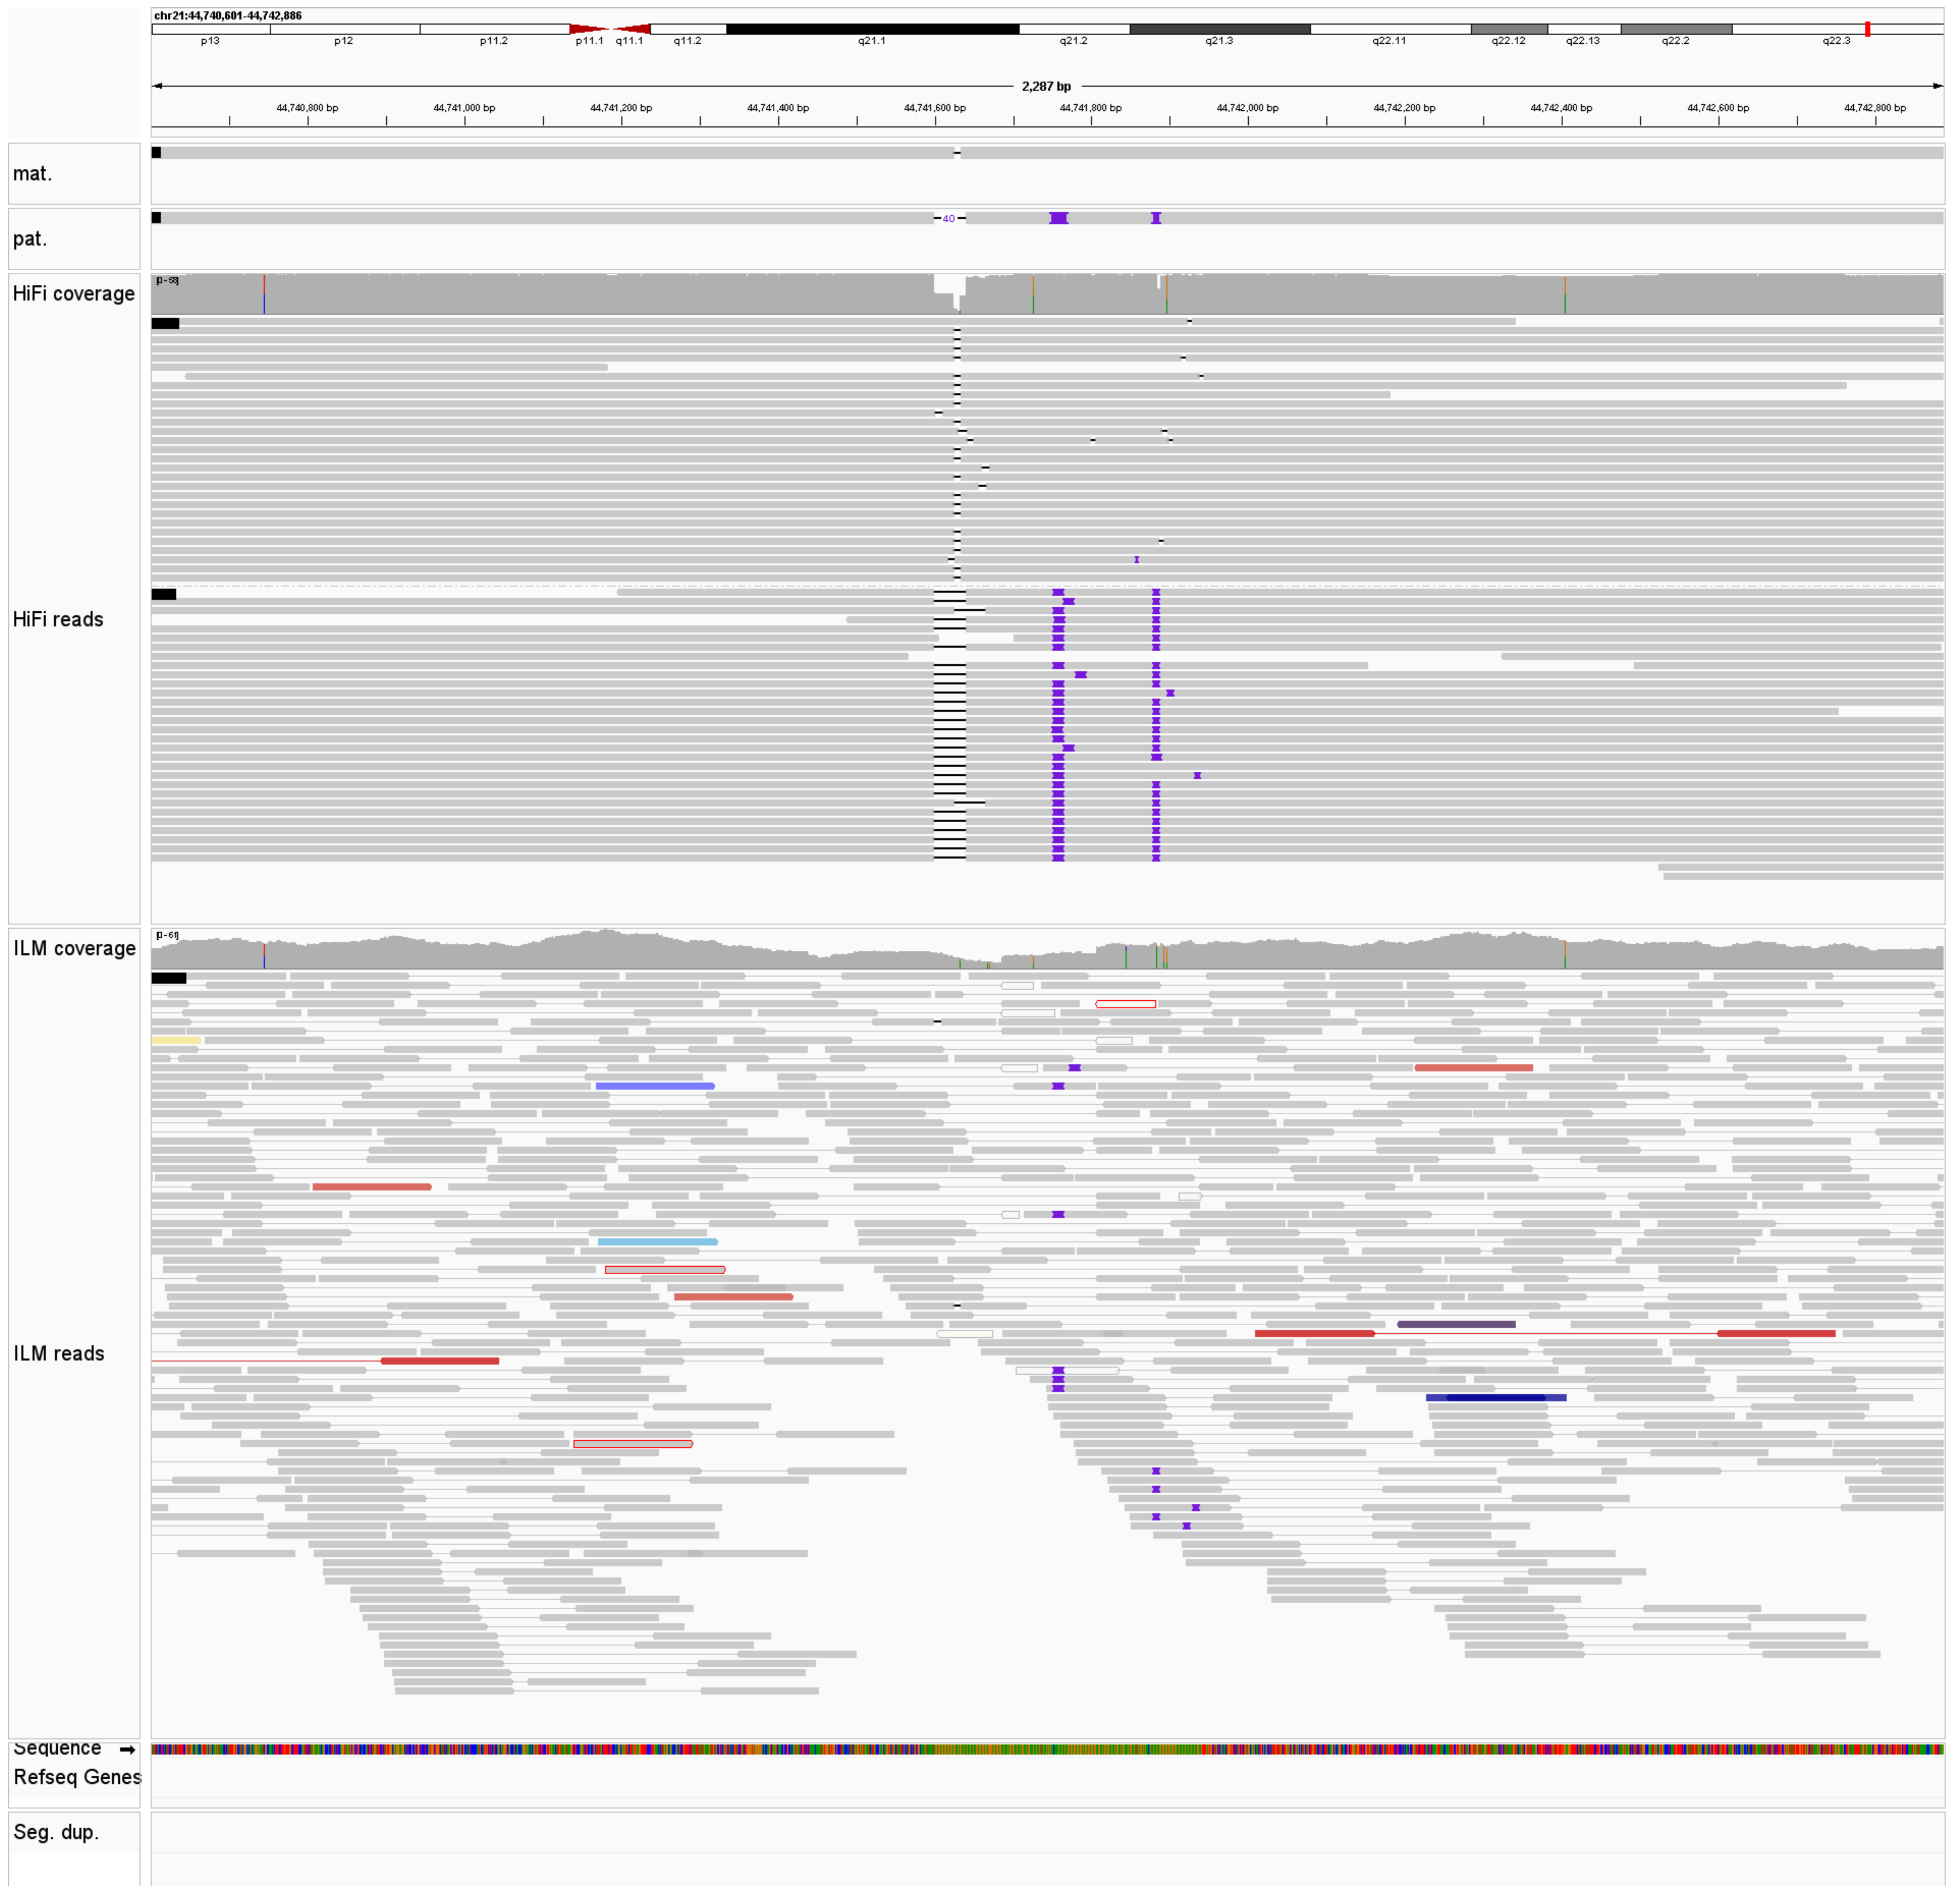 chr21:44,740,601-44,742,886
p13 p12 p11.2 p11.1 q11.1 q11.2 q21.1 q21.2 q21.3 q22.11 q22.12 q22.13 q22.2 q22.3
2,287 bp
44,740,800 bp 44,741,000 bp 44,741,200 bp 44,741,400 bp 44,741,600 bp 44,741,800 bp 44,742,000 bp 44,742,200 bp 44,742,400 bp 44,742,600 bp 44,742,800 bp
mat.
pat.
40
HiFi coverage
HiFi reads
ILM coverage
ILM reads
Sequence
Refseq Genes
Seg. dup.